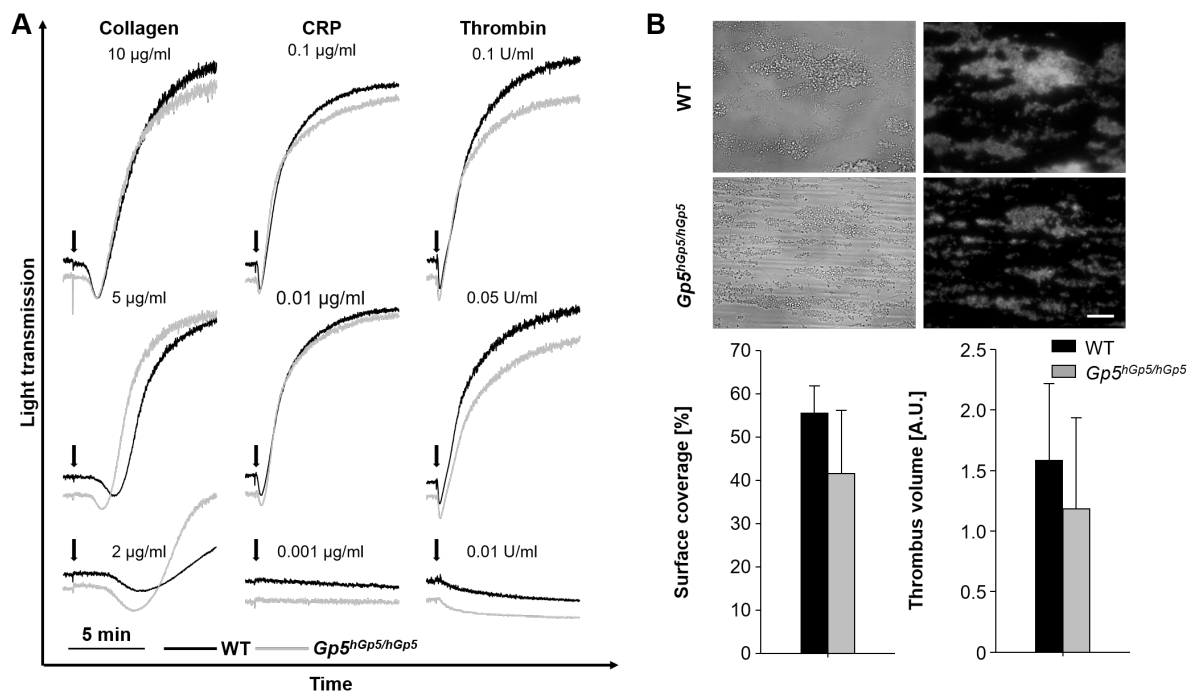 A
Collagen
CRP
Thrombin
10 µg/ml
0.1 µg/ml
0.1 U/ml
5 µg/ml
0.01 µg/ml
0.05 U/ml
2 µg/ml
0.001 µg/ml
0.01 U/ml
5 min
WT
Gp5hGp5/hGp5
Light transmission
Time
B
WT
Gp5hGp5/hGp5
WT
Gp5hGp5/hGp5
Surface coverage [%]
70
60
50
40
30
40
60
10
0
Thrombus volume [A.U.]
2.5
2.0
1.5
1.0
0.5
0